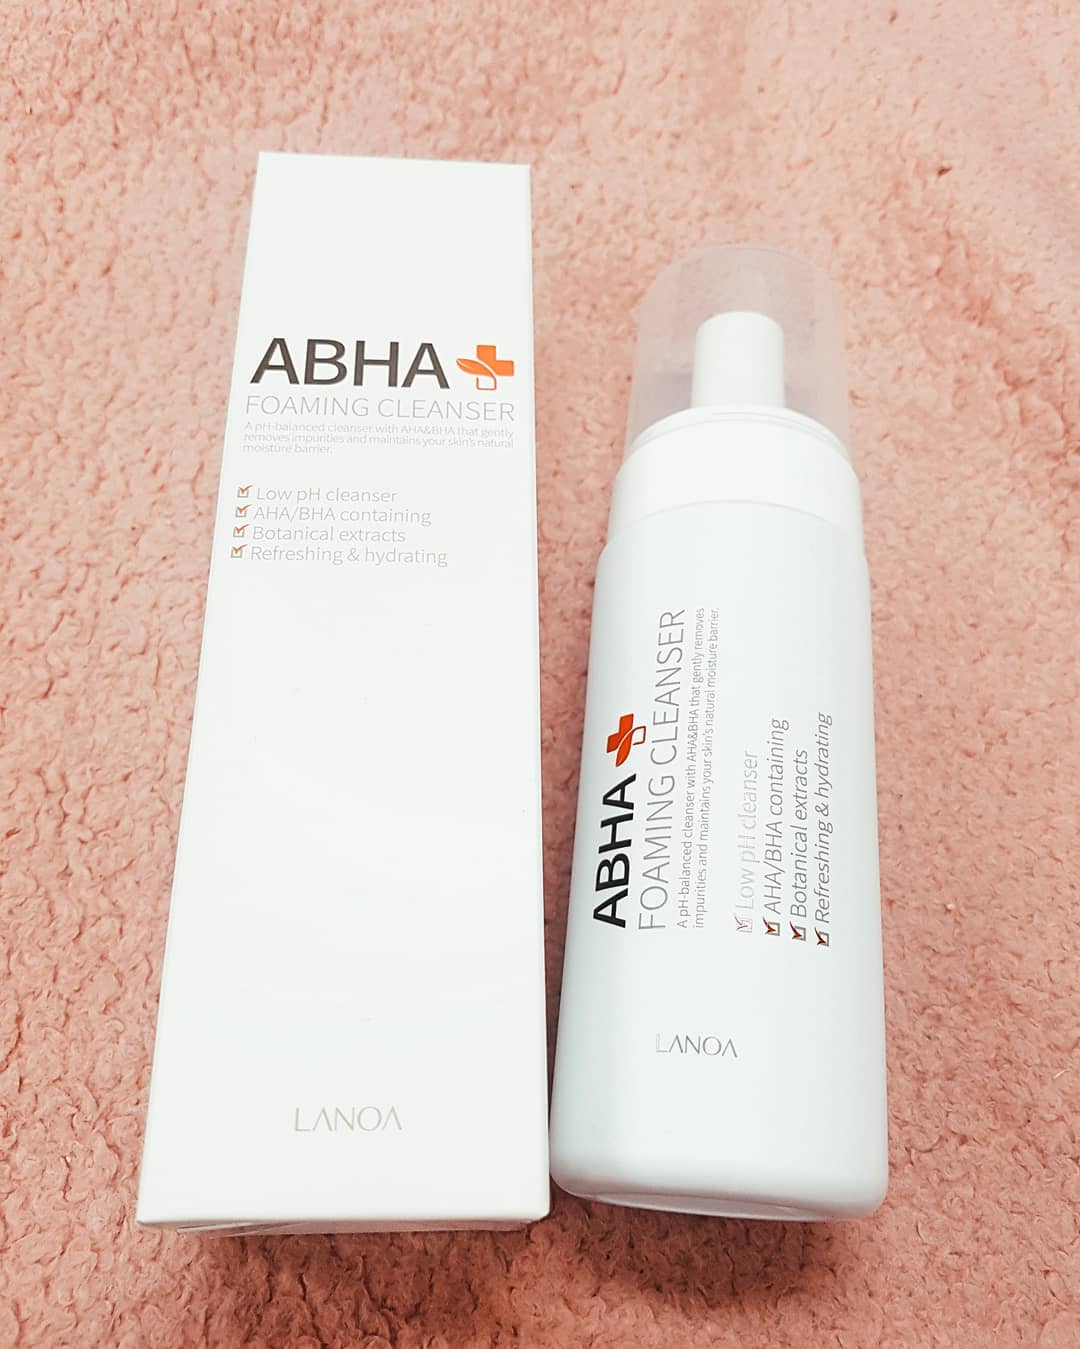 ABHA
FOAMING CLEANSER
A pH-balanced cleanser with AHA&BHA that gently
removes impurities and maintains your skin's natural
moisture barrier.
Low pH cleanser
AHA/BHA containing
Botanical extracts
Refreshing & hydrating
LANOA
ABHA
FOAMING CLEANSER
A pH-balanced cleanser with AHA&BHA that gently removes
impurities and maintains your skin's natural moisture barrier.
Low pH cleanser
AHA/BHA containing
Botanical extracts
Refreshing & hydrating
LANOA